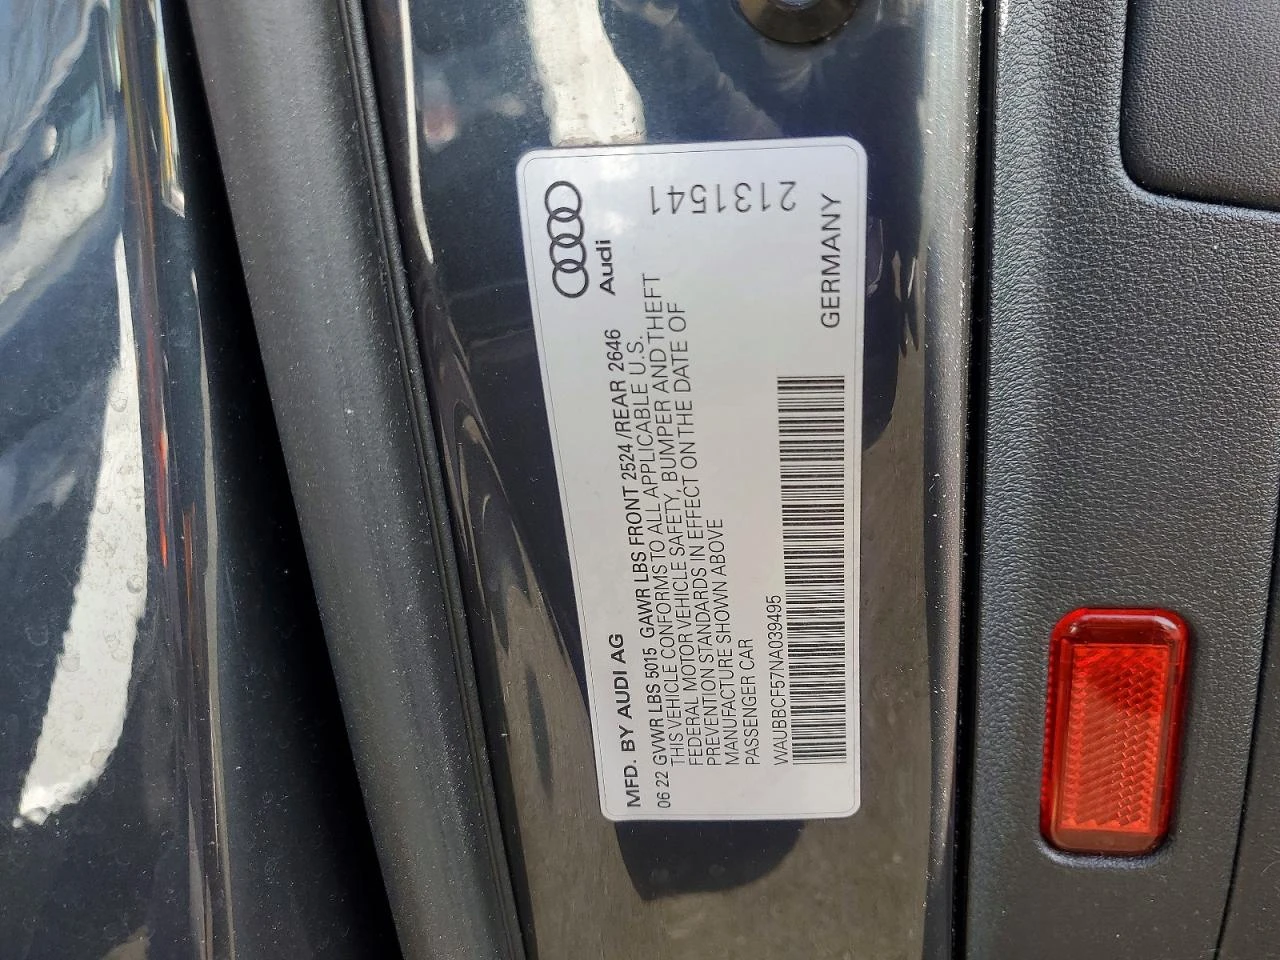 Audi
MFD. BY AUDI AG
06 22 GVWR LBS 5015 GAWR LBS FRONT 2524 /REAR 2646
THIS VEHICLE CONFORMS TO ALL APPLICABLE U.S.
FEDERAL MOTOR VEHICLE SAFETY, BUMPER AND THEFT
PREVENTION STANDARDS IN EFFECT ON THE DATE OF
MANUFACTURE SHOWN ABOVE
PASSENGER CAR
WAUBBCF57NA039495
GERMANY
2131541